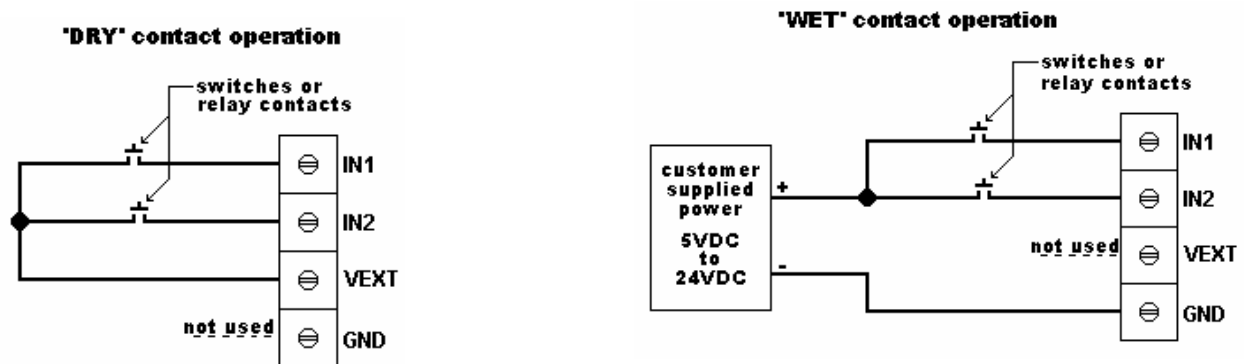 "DRY" contact operation
switches or
relay contacts
IN1
IN2
VEXT
not used
GND
"WET" contact operation
switches or
relay contacts
customer
supplied
power
5VDC
to
24VDC
+
-
IN1
IN2
not used
VEXT
GND